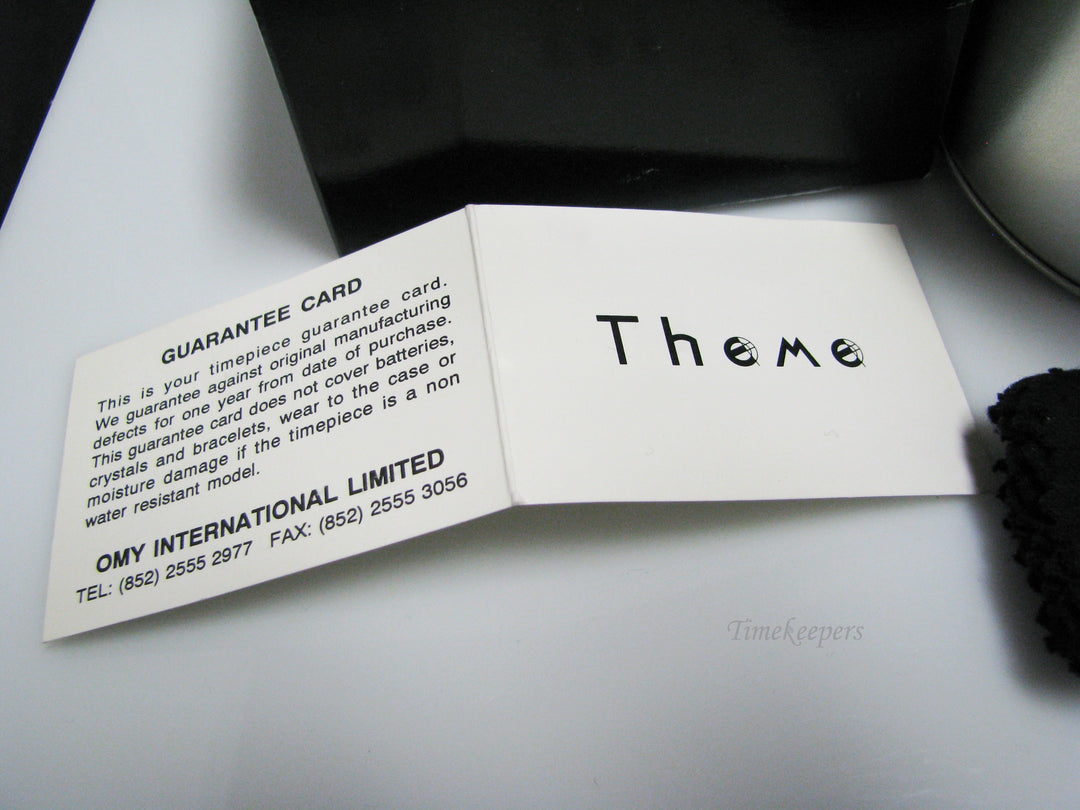 GUARANTEE CARD
This is your timepiece guarantee card.
We guarantee against original manufacturing
defects for one year from date of purchase.
This guarantee card does not cover batteries,
crystals and bracelets, wear to the case or
moisture damage if the timepiece is a non
water resistant model.
OMY INTERNATIONAL LIMITED
TEL: (852) 2555 2977 FAX: (852) 2555 3056
Theme
Timekeepers